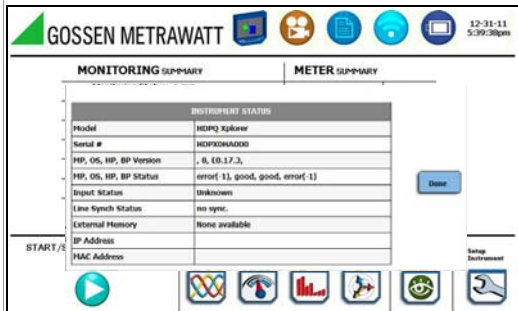 GOSSEN METRAWATT
12-31-11
5:39:38pm
MONITORING SUMMARY
METER SUMMARY
INSTRUMENT STATUS
Model HDPQ Xplorer
Serial # HDPX0HA000
MP, OS, HP, BP Version , 0, £0.17.3,
MP, OS, HP, BP Status error(-1), good, good, error(-1)
Input Status Unknown
Line Synch Status no sync.
External Memory None available
IP Address
MAC Address
Done
START/S
Setup
Instrument